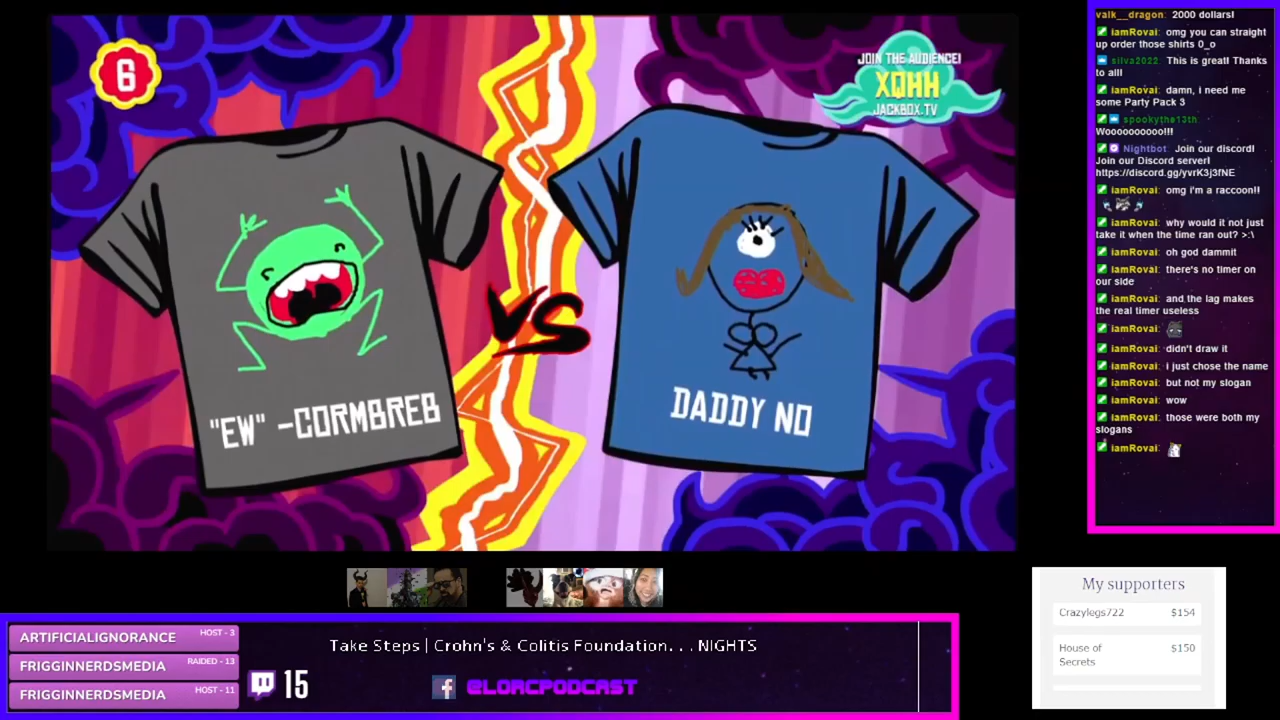 6
JOIN THE AUDIENCE!
XQHH
JACKBOX.TV
"EW" -CORMBREB
VS
DADDY NO
valk__dragon: 2000 dollars!
iamRovai: omg you can straight
up order those shirts 0_o
silva2022: This is great! Thanks
to all!
iamRovai: damn, i need me
some Party Pack 3
spookythe13th
Woooooooooo!!!
Nightbot: Join our discord!
Join our Discord server!
https://discord.gg/yvrK3j3fNE
iamRovai: omg i'm a raccoon!!
iamRovai: why would it not just
take it when the time ran out? >:\
iamRovai: oh god dammit
iamRovai: there's no timer on
our side
iamRovai: and the lag makes
the real timer useless
iamRovai:
iamRovai: didn't draw it
iamRovai: i just chose the name
iamRovai: but not my slogan
iamRovai: wow
iamRovai: those were both my
slogans
iamRovai:
My supporters
Crazylegs722 $154
House of $150
Secrets
ARTIFICIALIGNORANCE HOST - 3
FRIGGINNERDSMEDIA RAIDED - 13
FRIGGINNERDSMEDIA HOST - 11
15
Take Steps | Crohn's & Colitis Foundation. . . NIGHTS
@LORCPODCAST